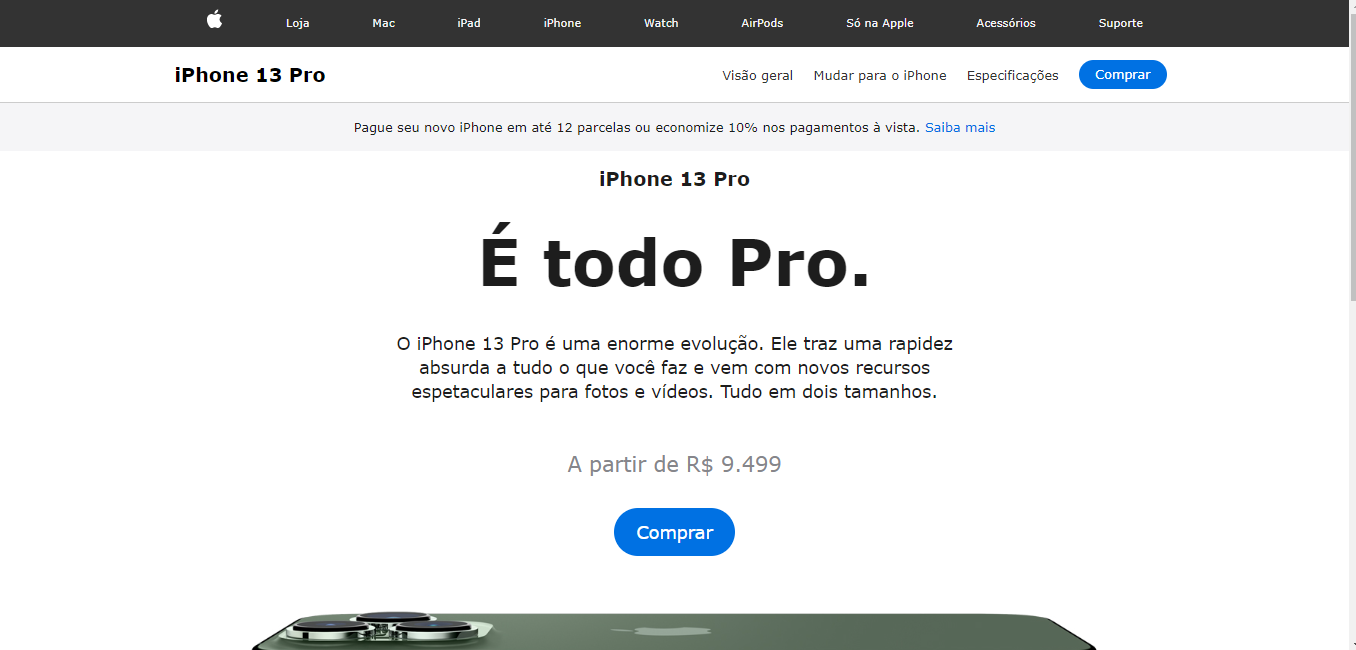 Loja Mac iPad iPhone Watch AirPods Só na Apple Acessórios Suporte
iPhone 13 Pro Visão geral Mudar para o iPhone Especificações Comprar
Pague seu novo iPhone em até 12 parcelas ou economize 10% nos pagamentos à vista. Saiba mais
iPhone 13 Pro
É todo Pro.
O iPhone 13 Pro é uma enorme evolução. Ele traz uma rapidez
absurda a tudo o que você faz e vem com novos recursos
espetaculares para fotos e vídeos. Tudo em dois tamanhos.
A partir de R$ 9.499
Comprar